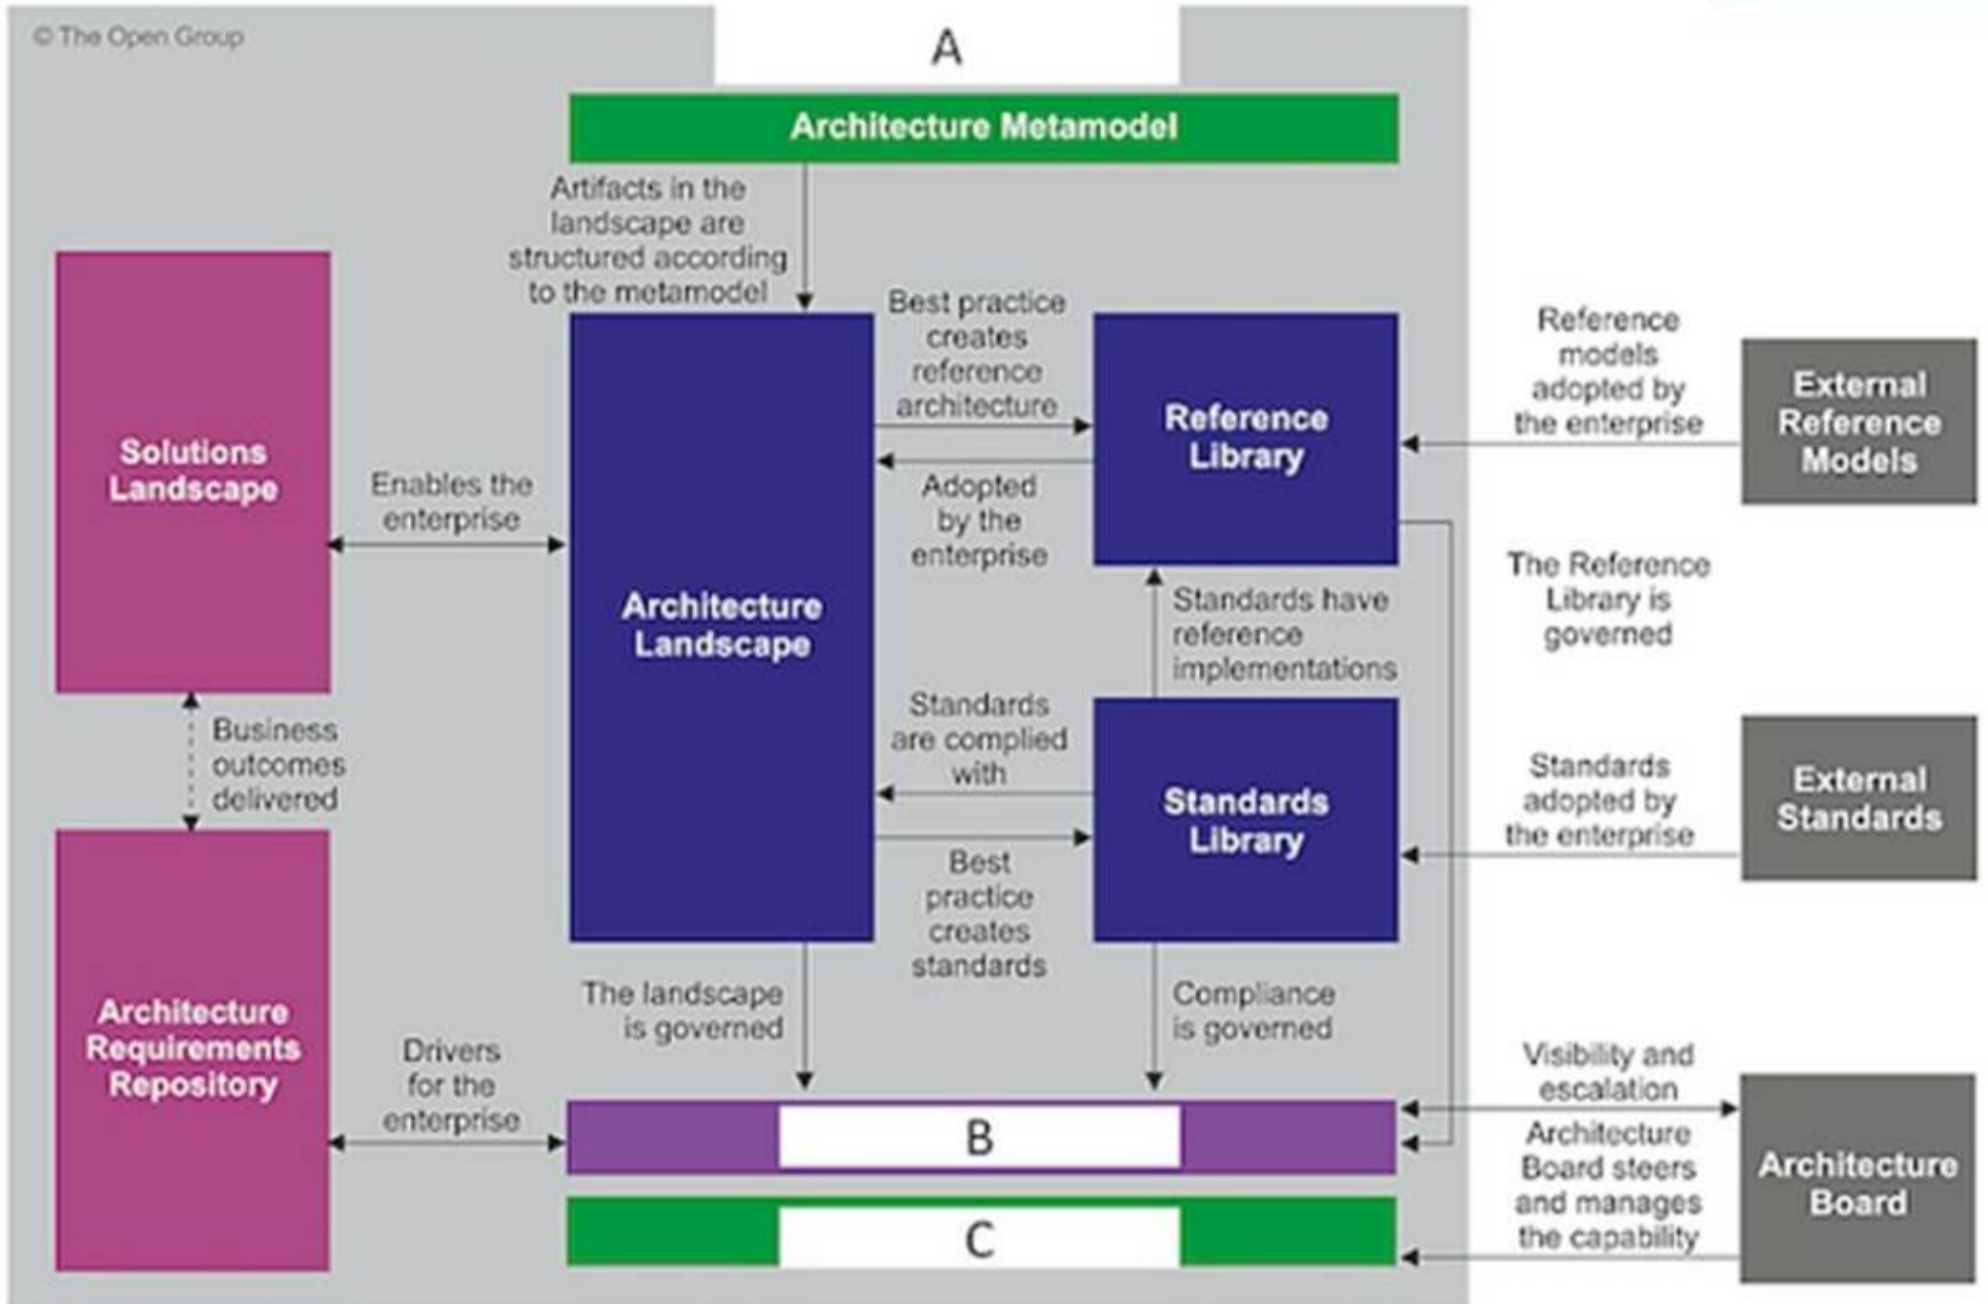 © The Open Group
A
Architecture Metamodel
Artifacts in the
landscape are
structured according
to the metamodel
Solutions
Landscape
Enables the
enterprise
Business
outcomes
delivered
Architecture
Requirements
Repository
Drivers
for the
enterprise
Architecture
Landscape
Best practice
creates
reference
architecture
Adopted
by the
enterprise
Reference
Library
Standards have
reference
implementations
Standards
are complied
with
Best
practice
creates
standards
Standards
Library
The landscape
is governed
Compliance
is governed
B
C
Reference
models
adopted by
the enterprise
External
Reference
Models
The Reference
Library is
governed
Standards
adopted by
the enterprise
External
Standards
Visibility and
escalation
Architecture
Board steers
and manages
the capability
Architecture
Board